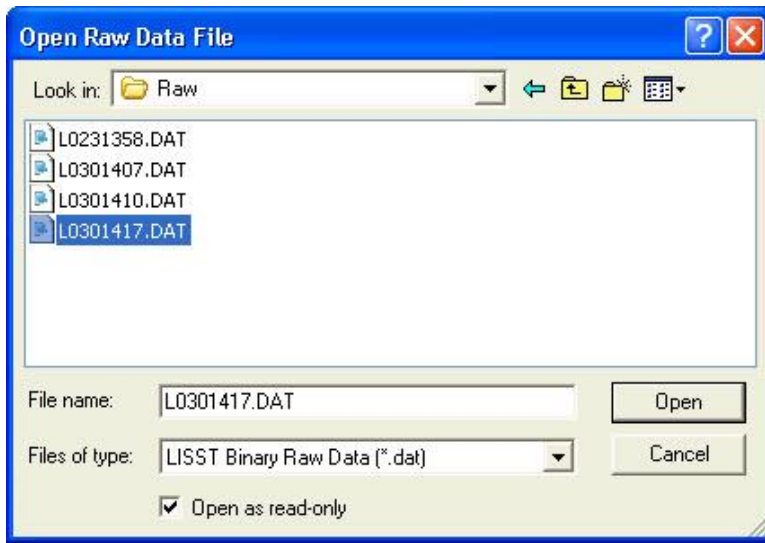 Open Raw Data File
Look in: Raw
L0231358.DAT
L0301407.DAT
L0301410.DAT
L0301417.DAT
File name: L0301417.DAT Open
Files of type: LISST Binary Raw Data (*.dat) Cancel
Open as read-only